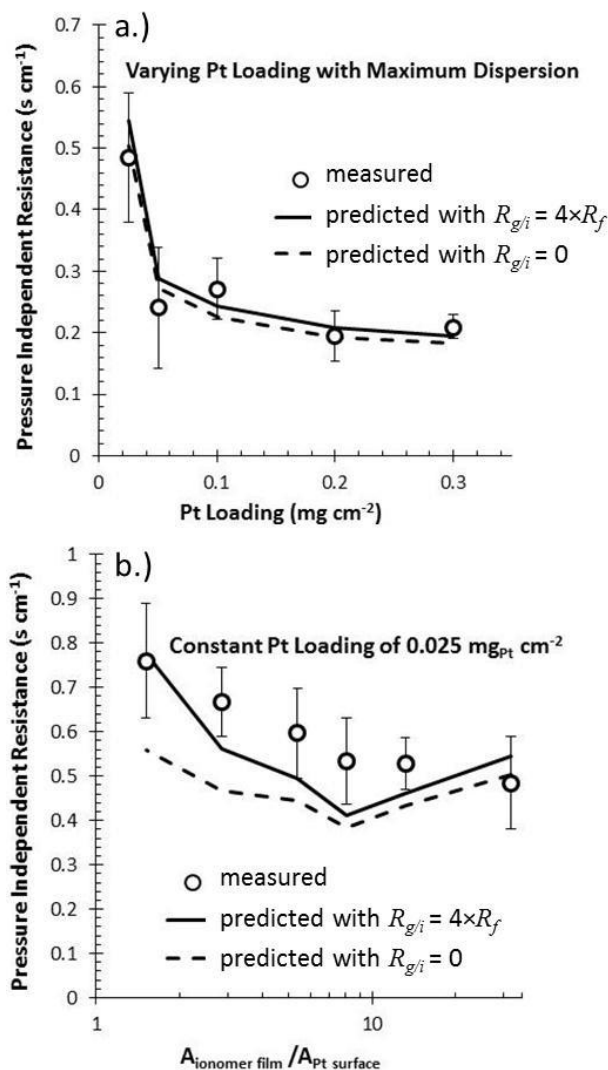 a.)
Varying Pt Loading with Maximum Dispersion
Pressure Independent Resistance (s cm⁻¹)
0.7
0.6
0.5
0.4
0.3
0.2
0.1
0
measured
predicted with R_g/i = 4×R_f
predicted with R_g/i = 0
0 0.1 0.2 0.3
Pt Loading (mg cm⁻²)
b.)
Constant Pt Loading of 0.025 mg_Pt cm⁻²
Pressure Independent Resistance (s cm⁻¹)
1
0.9
0.8
0.7
0.6
0.5
0.4
0.3
0.2
0.1
0
measured
predicted with R_g/i = 4×R_f
predicted with R_g/i = 0
1 10
A_ionomer film /A_Pt surface